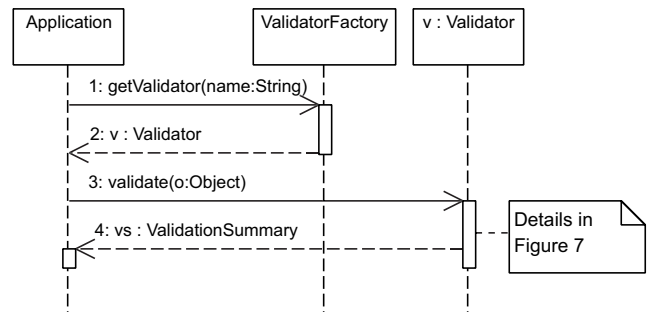 Application
ValidatorFactory
v : Validator
1: getValidator(name:String)
2: v : Validator
3: validate(o:Object)
4: vs : ValidationSummary
Details in
Figure 7